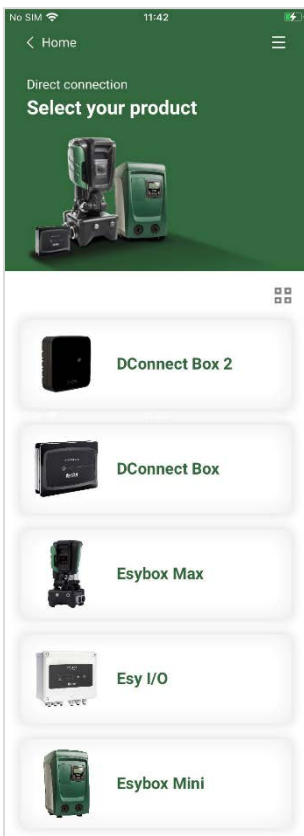 No SIM 11:42
Home
Direct connection
Select your product
DConnect Box 2
DConnect Box
Esybox Max
Esy I/O
Esybox Mini